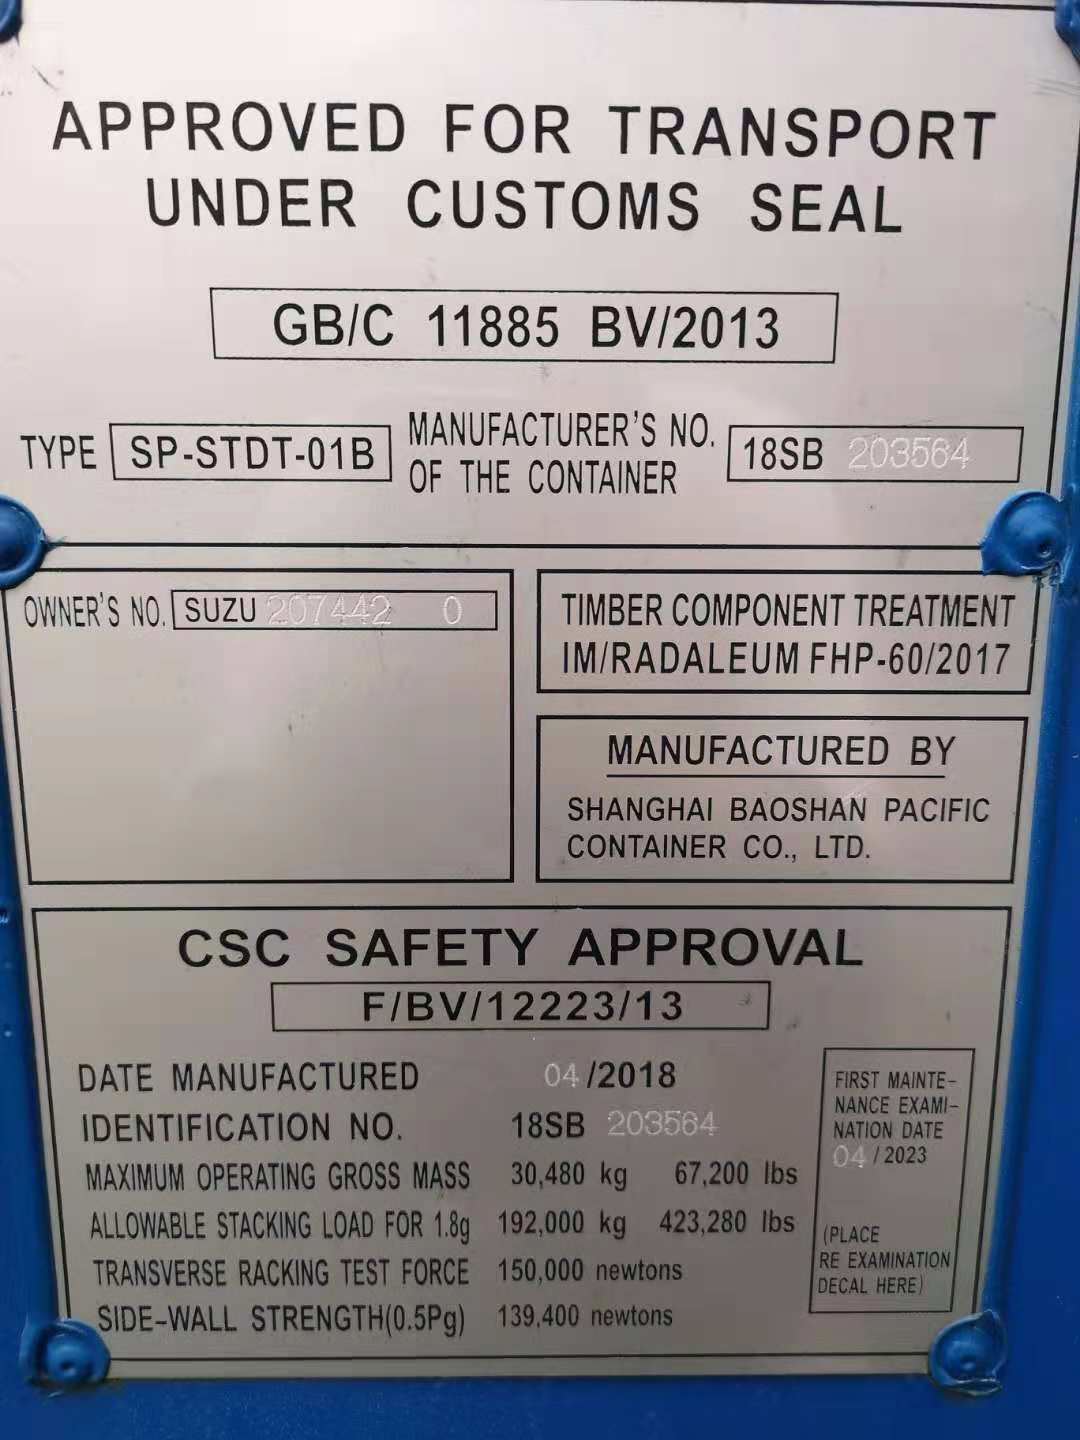 APPROVED FOR TRANSPORT
UNDER CUSTOMS SEAL
GB/C 11885 BV/2013
TYPE SP-STDT-01B MANUFACTURER'S NO. OF THE CONTAINER 18SB 203564
OWNER'S NO. SUZU 207442 0
TIMBER COMPONENT TREATMENT
IM/RADALEUM FHP-60/2017
MANUFACTURED BY
SHANGHAI BAOSHAN PACIFIC
CONTAINER CO., LTD.
CSC SAFETY APPROVAL
F/BV/12223/13
DATE MANUFACTURED 04/2018
IDENTIFICATION NO. 18SB 203564
MAXIMUM OPERATING GROSS MASS 30,480 kg 67,200 lbs
ALLOWABLE STACKING LOAD FOR 1.8g 192,000 kg 423,280 lbs
TRANSVERSE RACKING TEST FORCE 150,000 newtons
SIDE-WALL STRENGTH(0.5Pg) 139,400 newtons
FIRST MAINTE-
NANCE EXAMI-
NATION DATE
04/2023
(PLACE
RE EXAMINATION
DECAL HERE)